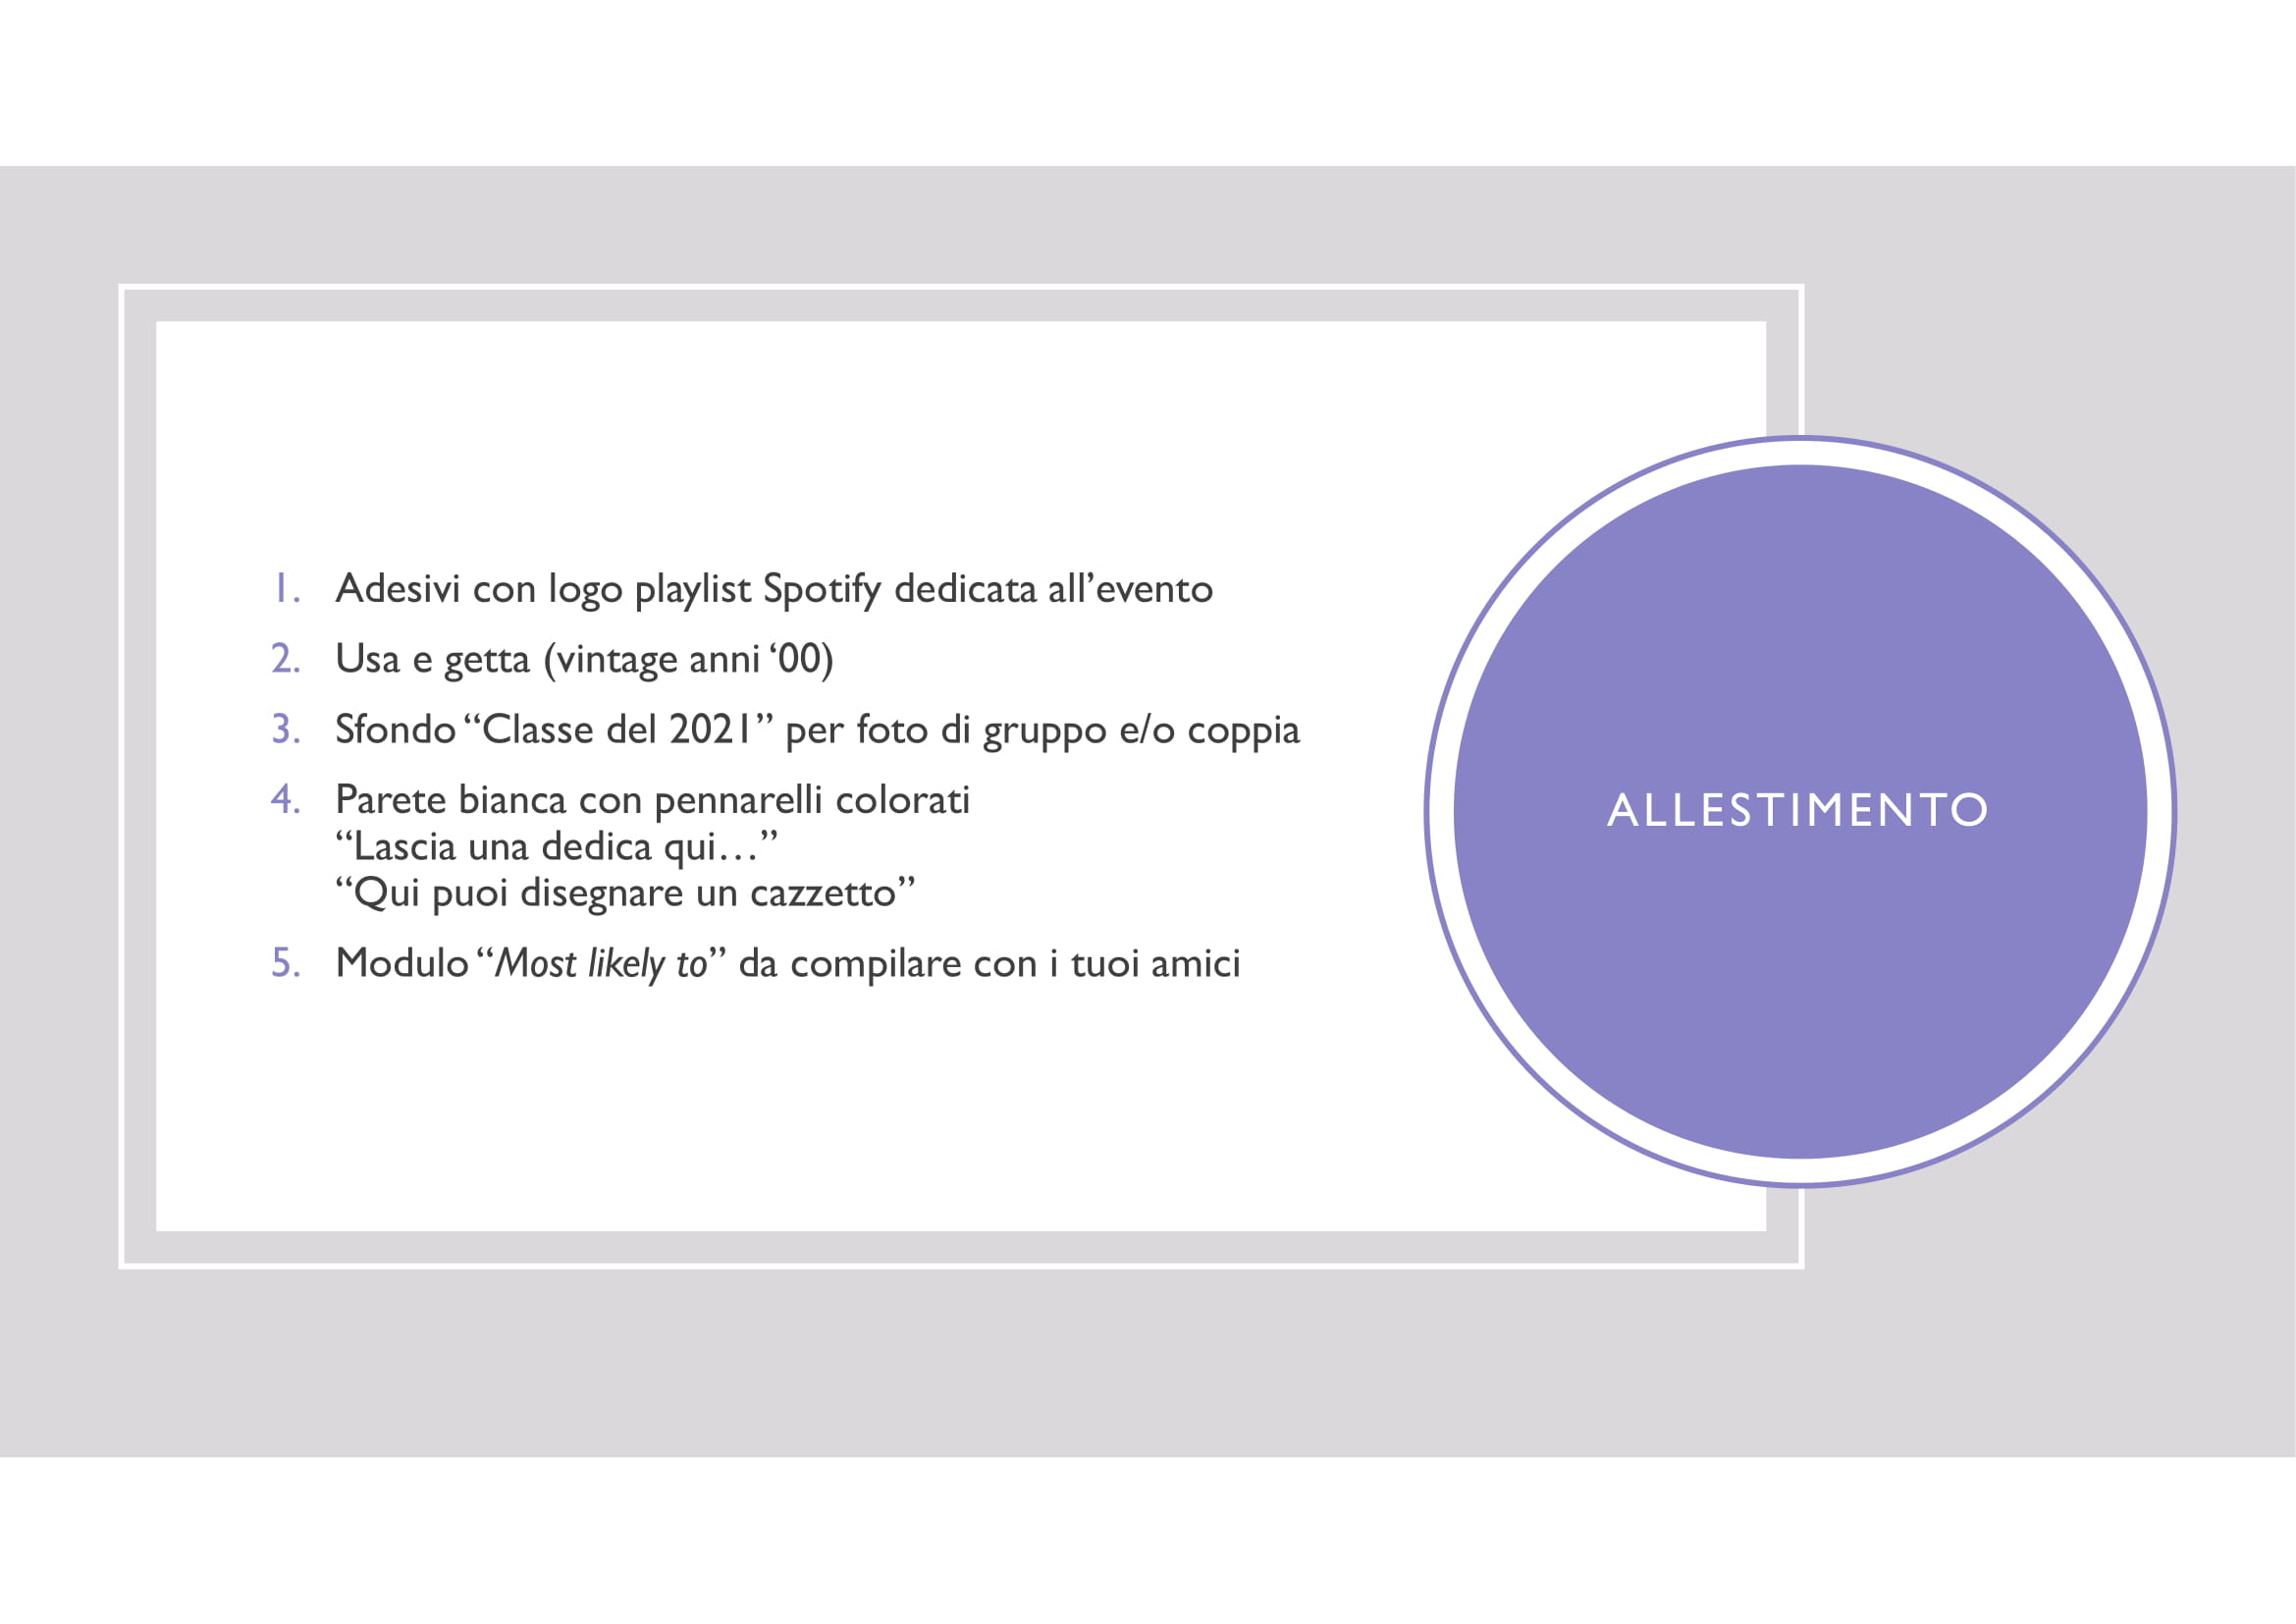 1. Adesivi con logo playlist Spotify dedicata all’evento
2. Usa e getta (vintage anni ‘00)
3. Sfondo “Classe del 2021” per foto di gruppo e/o coppia
4. Parete bianca con pennarelli colorati
“Lascia una dedica qui…”
“Qui puoi disegnare un cazzetto”
5. Modulo “Most likely to” da compilare con i tuoi amici
ALLESTIMENTO